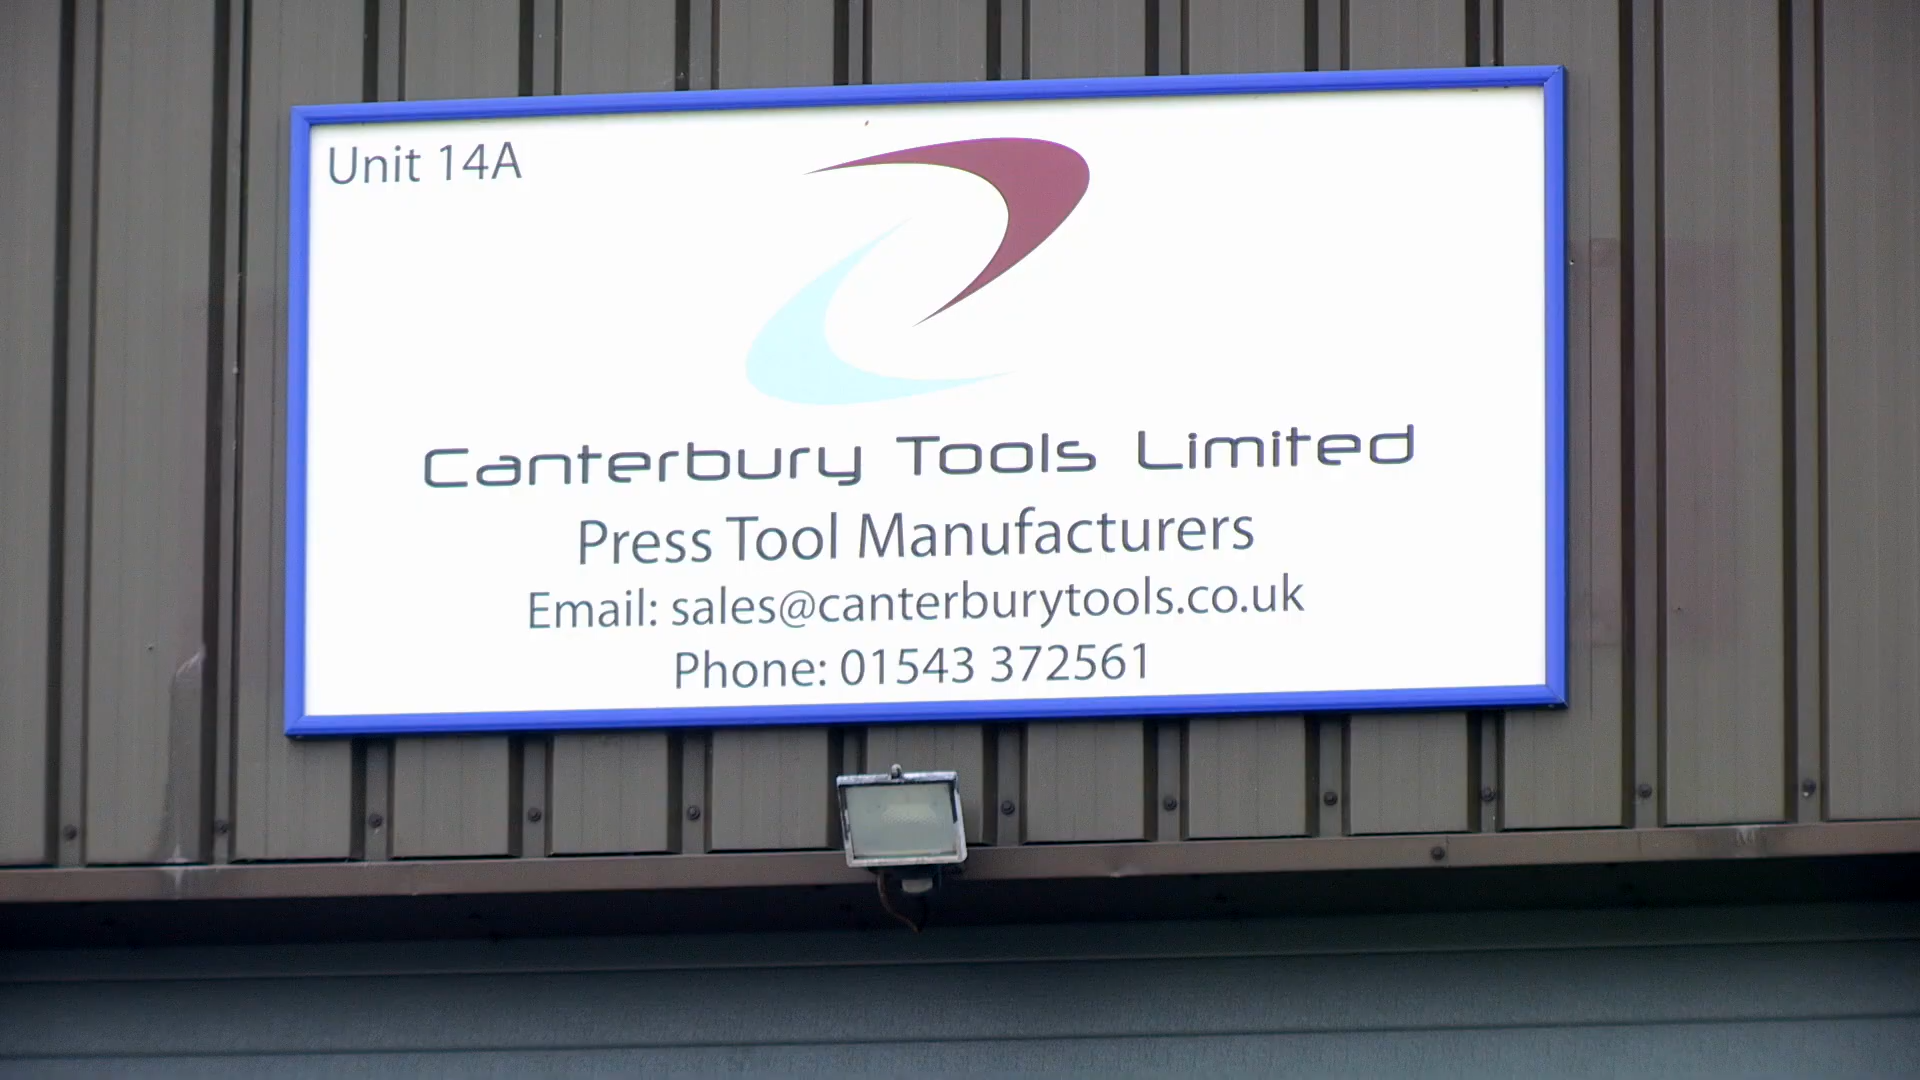 Unit 14A
Canterbury Tools Limited
Press Tool Manufacturers
Email: sales@canterburytools.co.uk
Phone: 01543 372561